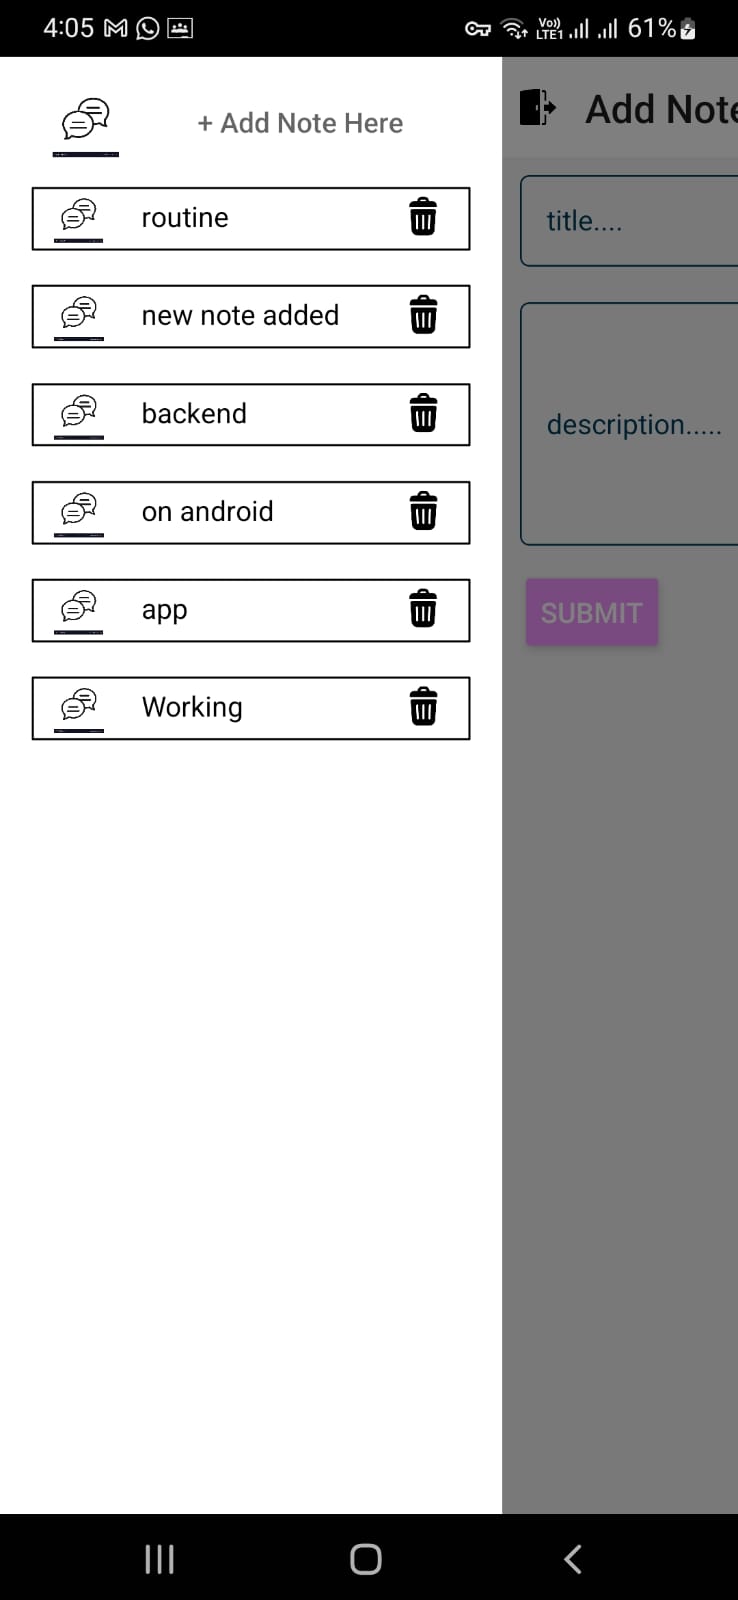 4:05
Vo)) LTE1 61%
+ Add Note Here
routine
new note added
backend
on android
app
Working
Add Note
title....
description.....
SUBMIT